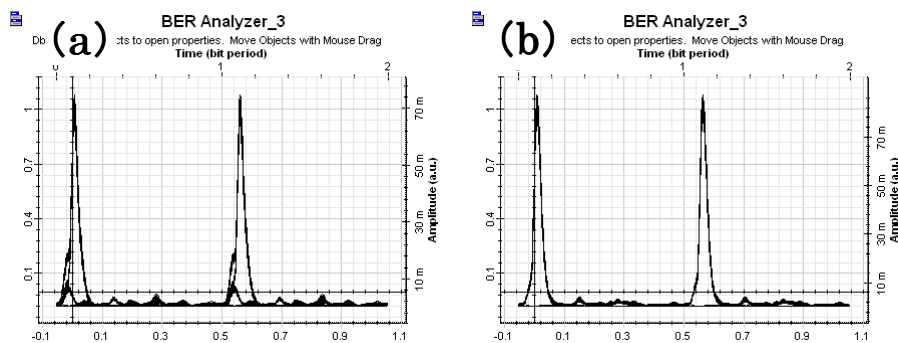 BER Analyzer_3
(a)
Db cts to open properties. Move Objects with Mouse Drag
Time (bit period)
0 1 2
1
0.7
0.4
0.1
70 m
50 m
30 m
10 m
Amplitude (a.u.)
-0.1 0.1 0.3 0.5 0.7 0.9 1.1
BER Analyzer_3
(b)
ects to open properties. Move Objects with Mouse Drag
Time (bit period)
1 2
1
0.7
0.4
0.1
70 m
50 m
30 m
10 m
Amplitude (a.u.)
-0.1 0.1 0.3 0.5 0.7 0.9 1.1